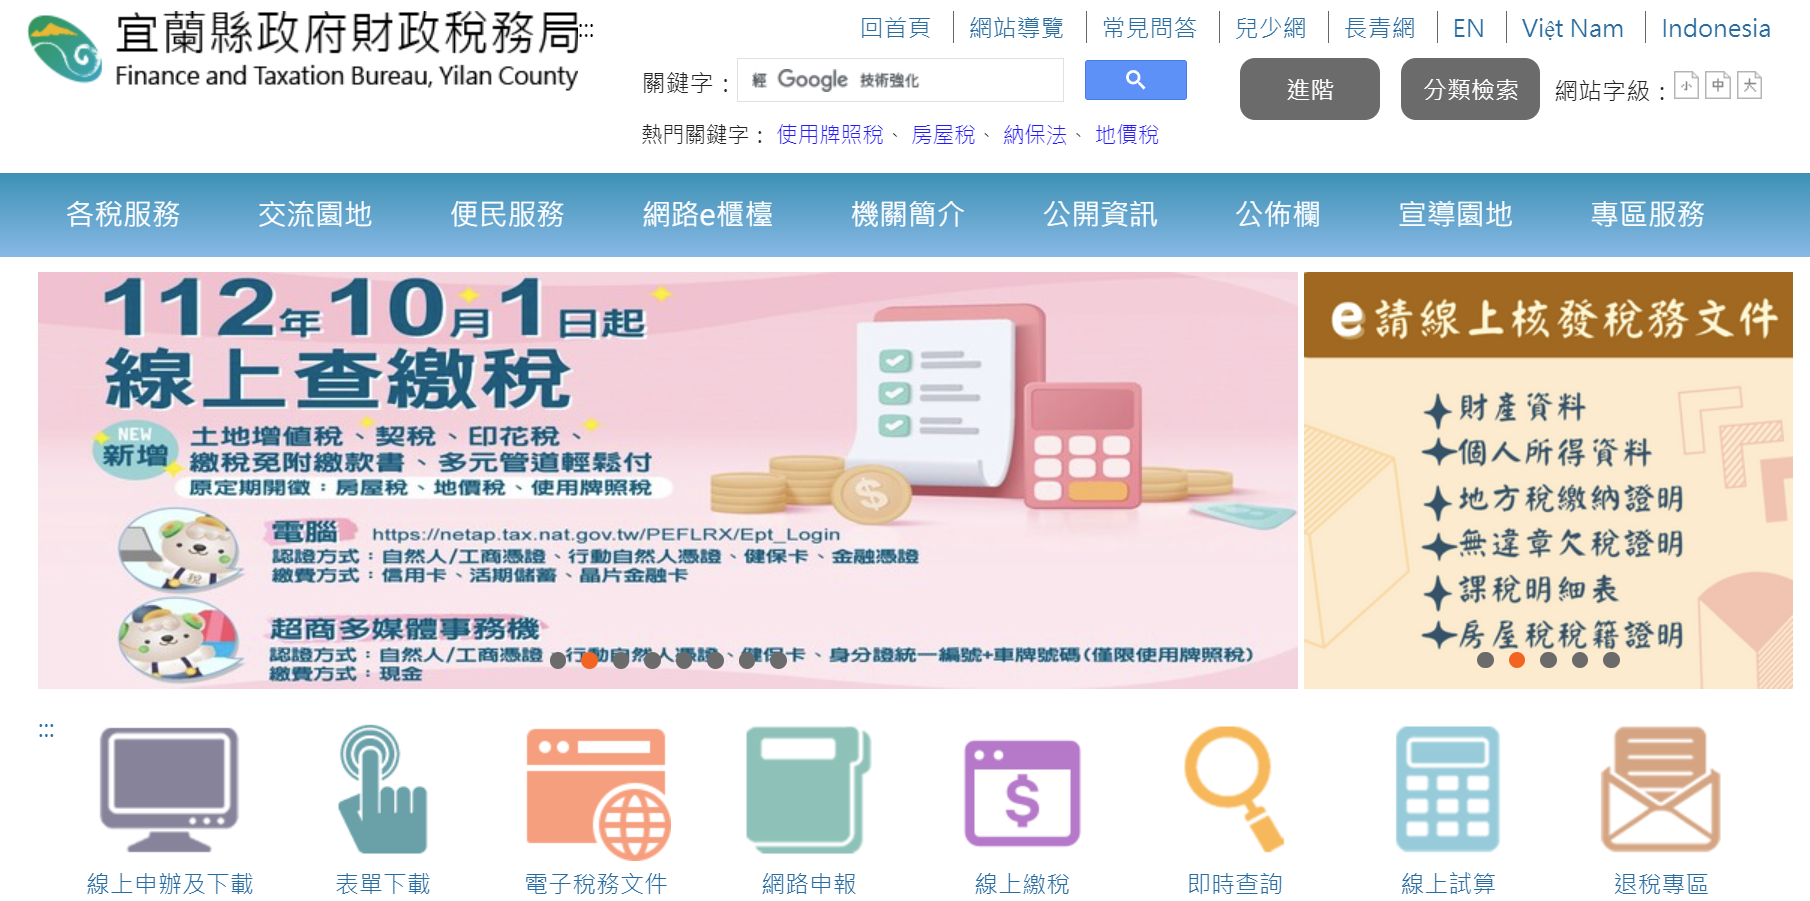 宜蘭縣政府財政稅務局
Finance and Taxation Bureau, Yilan County
:::
回首頁 網站導覽 常見問答 兒少網 長青網 EN Việt Nam Indonesia
關鍵字： 經 Google 技術強化 進階 分類檢索 網站字級： 小 中 大
熱門關鍵字： 使用牌照稅、 房屋稅、 納保法、 地價稅
各稅服務 交流園地 便民服務 網路e櫃檯 機關簡介 公開資訊 公佈欄 宣導園地 專區服務
112年10月1日起
線上查繳稅
NEW
新增
土地增值稅、契稅、印花稅、
繳稅免附繳款書、多元管道輕鬆付
原定期開徵：房屋稅、地價稅、使用牌照稅
電腦 https://netap.tax.nat.gov.tw/PEFLRX/Ept_Login
認證方式：自然人/工商憑證、行動自然人憑證、健保卡、金融憑證
繳費方式：信用卡、活期儲蓄、晶片金融卡
稅
超商多媒體事務機
認證方式：自然人/工商憑證、行動自然人憑證、健保卡、身分證統一編號+車牌號碼(僅限使用牌照稅)
繳費方式：現金
e請線上核發稅務文件
財產資料
個人所得資料
地方稅繳納證明
無違章欠稅證明
課稅明細表
房屋稅稅籍證明
:::
線上申辦及下載 表單下載 電子稅務文件 網路申報 線上繳稅 即時查詢 線上試算 退稅專區